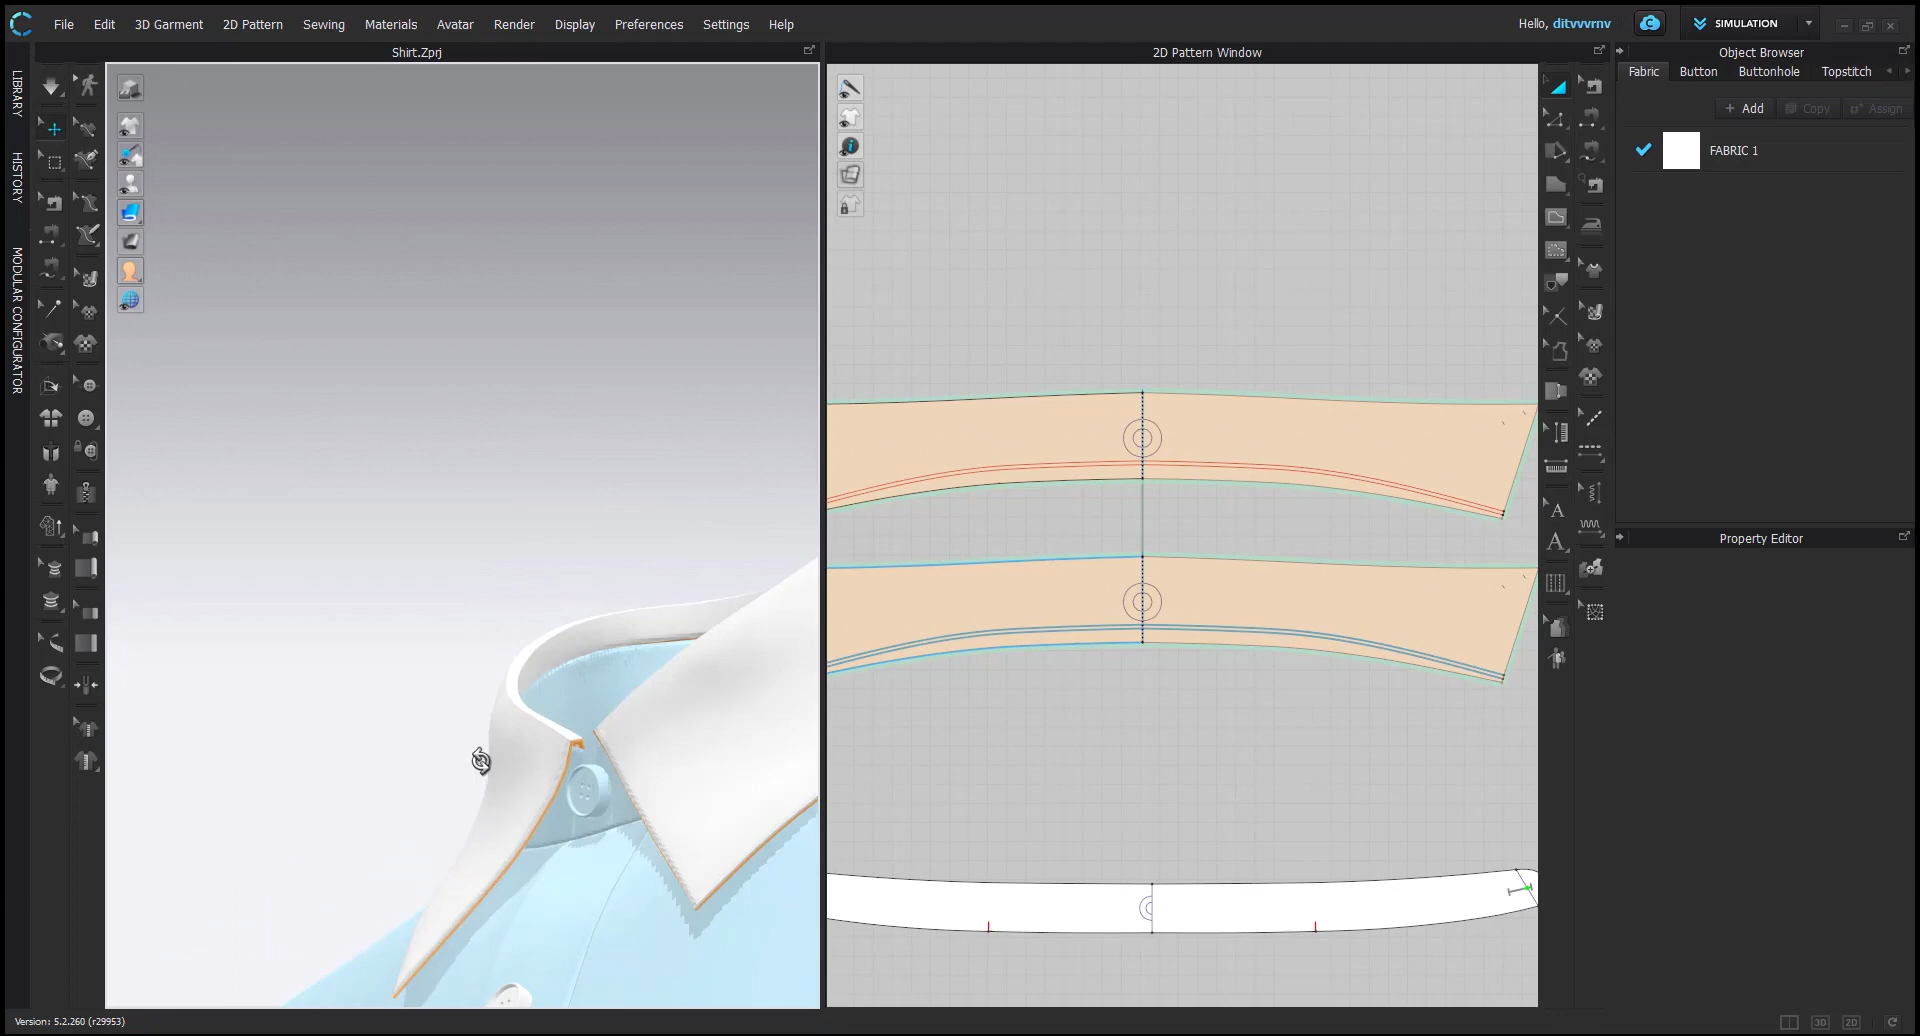 File Edit 3D Garment 2D Pattern Sewing Materials Avatar Render Display Preferences Settings Help
Hello, ditvvvrnv
SIMULATION
Shirt.Zprj
2D Pattern Window
Object Browser
Fabric Button Buttonhole Topstitch
+ Add Copy Assign
FABRIC 1
Property Editor
LIBRARY
HISTORY
MODULAR CONFIGURATOR
A
A
Version: 5.2.260 (r29953)
3D 2D